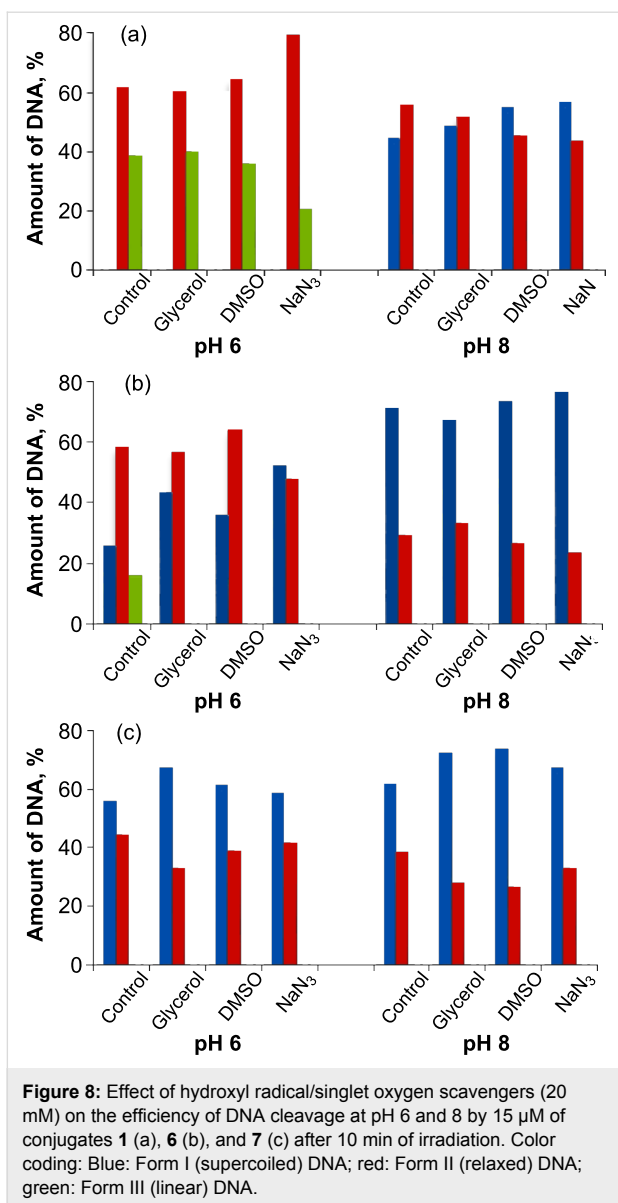 (a)
Amount of DNA, %
80
60
40
20
0
Control Glycerol DMSO NaN₃ Control Glycerol DMSO NaN
pH 6 pH 8
(b)
Amount of DNA, %
80
60
40
20
0
Control Glycerol DMSO NaN₃ Control Glycerol DMSO NaN
pH 6 pH 8
(c)
Amount of DNA, %
80
60
40
20
0
Control Glycerol DMSO NaN₃ Control Glycerol DMSO NaN₃
pH 6 pH 8
Figure 8: Effect of hydroxyl radical/singlet oxygen scavengers (20
mM) on the efficiency of DNA cleavage at pH 6 and 8 by 15 µM of
conjugates 1 (a), 6 (b), and 7 (c) after 10 min of irradiation. Color
coding: Blue: Form I (supercoiled) DNA; red: Form II (relaxed) DNA;
green: Form III (linear) DNA.